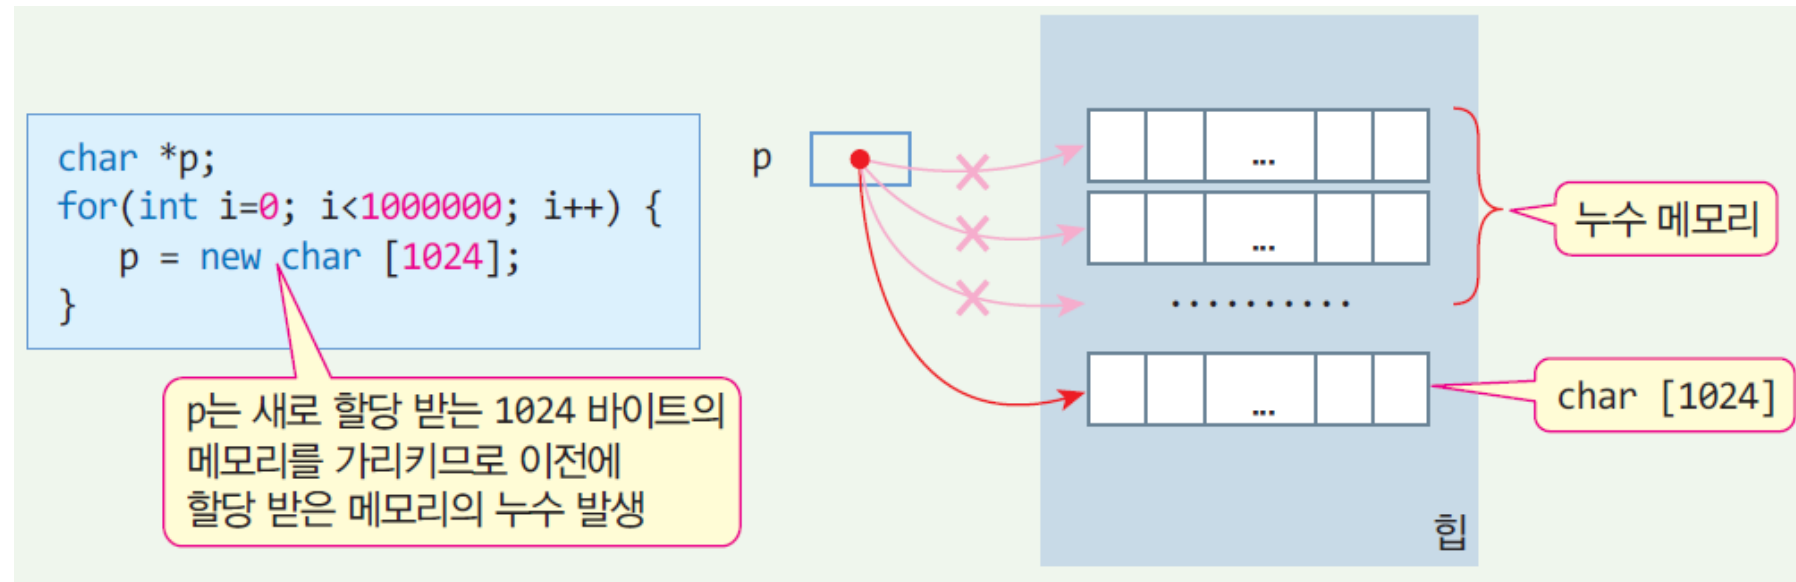 char *p;
for(int i=0; i<1000000; i++) {
p = new char [1024];
}
p는 새로 할당 받는 1024 바이트의
메모리를 가리키므로 이전에
할당 받은 메모리의 누수 발생
p
...
...
..........
...
누수 메모리
char [1024]
힙